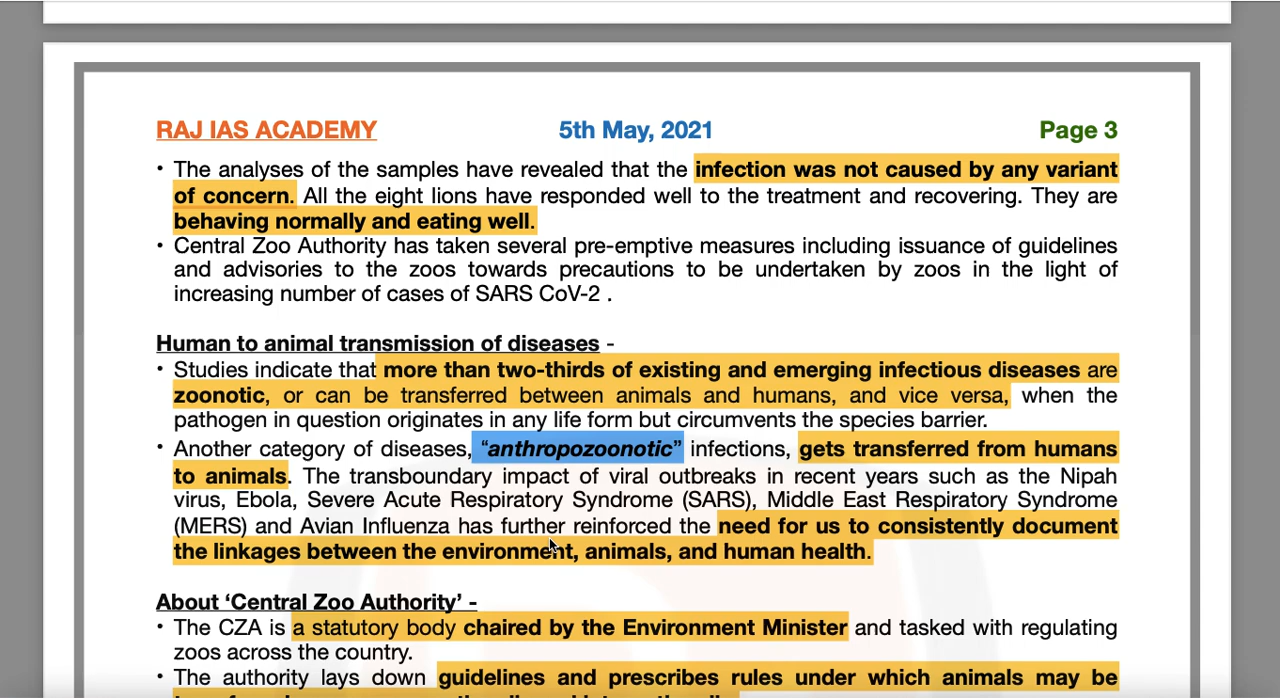 RAJ IAS ACADEMY 5th May, 2021 Page 3
• The analyses of the samples have revealed that the infection was not caused by any variant
of concern. All the eight lions have responded well to the treatment and recovering. They are
behaving normally and eating well.
• Central Zoo Authority has taken several pre-emptive measures including issuance of guidelines
and advisories to the zoos towards precautions to be undertaken by zoos in the light of
increasing number of cases of SARS CoV-2 .
Human to animal transmission of diseases -
• Studies indicate that more than two-thirds of existing and emerging infectious diseases are
zoonotic, or can be transferred between animals and humans, and vice versa, when the
pathogen in question originates in any life form but circumvents the species barrier.
• Another category of diseases, “anthropozoonotic” infections, gets transferred from humans
to animals. The transboundary impact of viral outbreaks in recent years such as the Nipah
virus, Ebola, Severe Acute Respiratory Syndrome (SARS), Middle East Respiratory Syndrome
(MERS) and Avian Influenza has further reinforced the need for us to consistently document
the linkages between the environment, animals, and human health.
About ‘Central Zoo Authority’ -
• The CZA is a statutory body chaired by the Environment Minister and tasked with regulating
zoos across the country.
• The authority lays down guidelines and prescribes rules under which animals may be